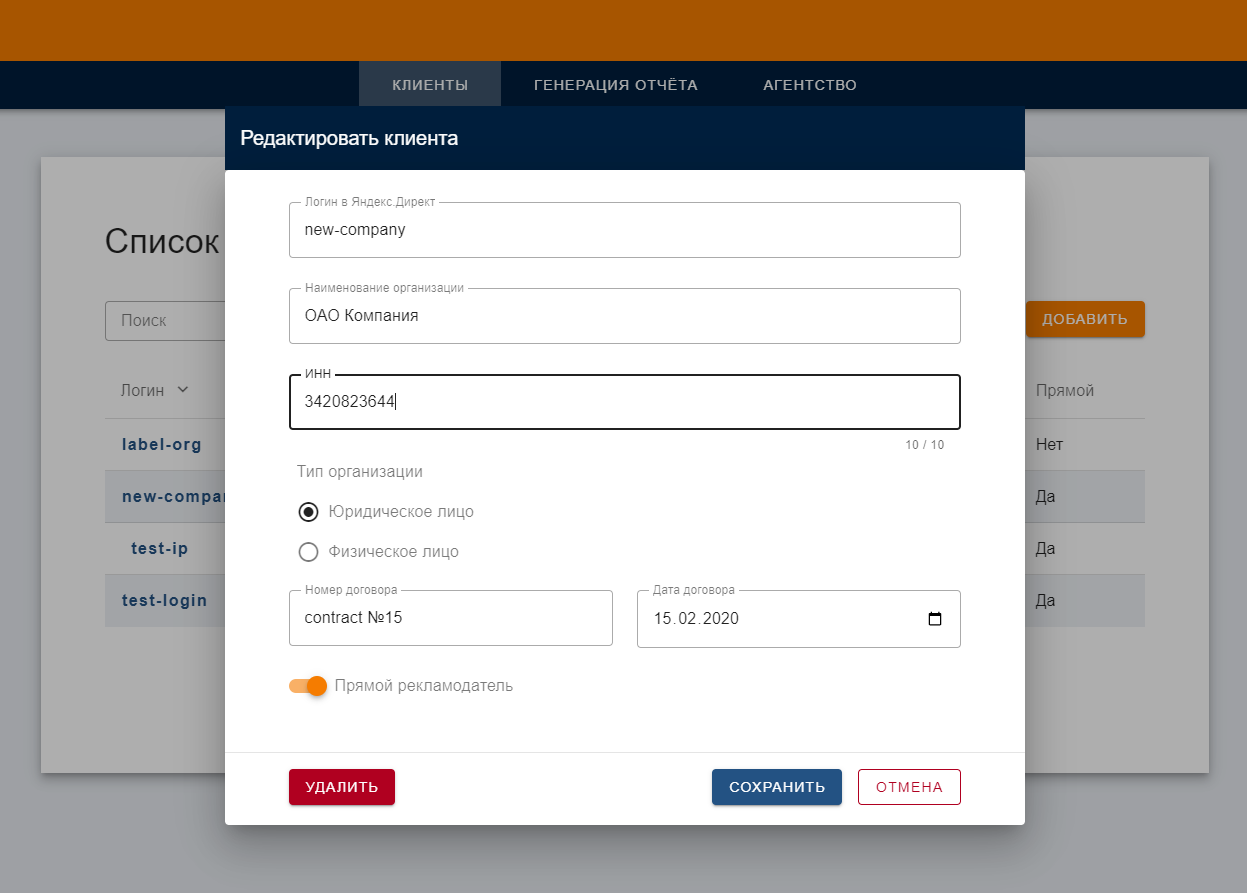 КЛИЕНТЫ ГЕНЕРАЦИЯ ОТЧЁТА АГЕНТСТВО
Редактировать клиента
Логин в Яндекс.Директ
new-company
Список
Наименование организации
ОАО Компания
Поиск
ДОБАВИТЬ
ИНН
3420823644
Логин
Прямой
10 / 10
label-org
Нет
Тип организации
new-compan
Да
Юридическое лицо
test-ip
Да
Физическое лицо
Номер договора
Дата договора
test-login
Да
contract №15
15.02.2020
Прямой рекламодатель
УДАЛИТЬ
СОХРАНИТЬ
ОТМЕНА